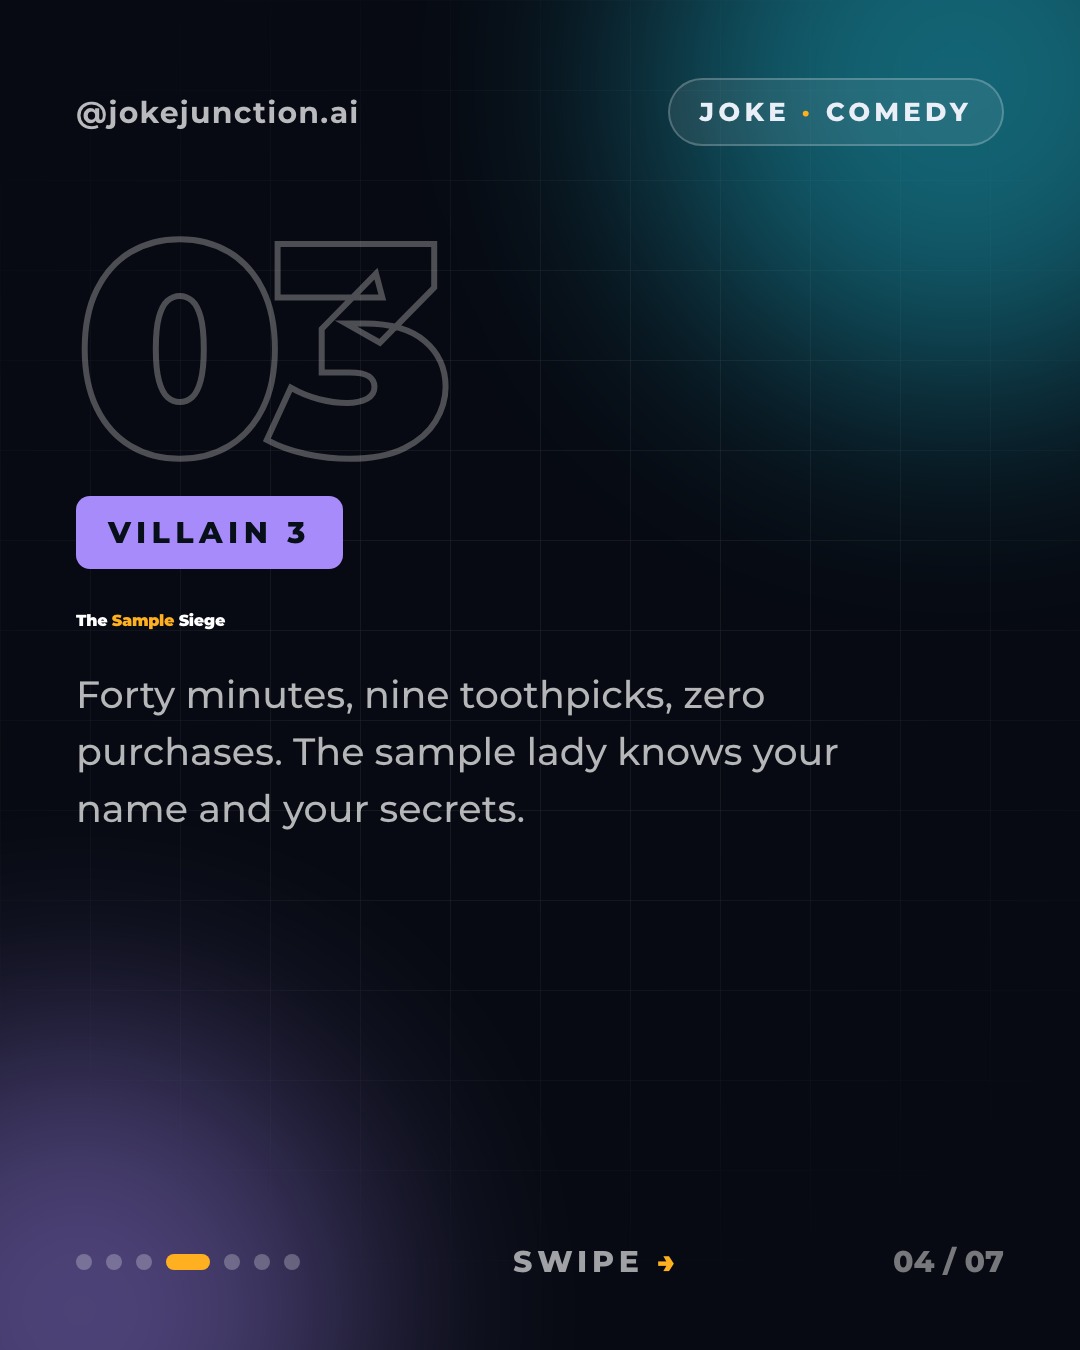 @jokejunction.ai
JOKE • COMEDY
03
VILLAIN 3
The Sample Siege
Forty minutes, nine toothpicks, zero
purchases. The sample lady knows your
name and your secrets.
SWIPE →
04 / 07